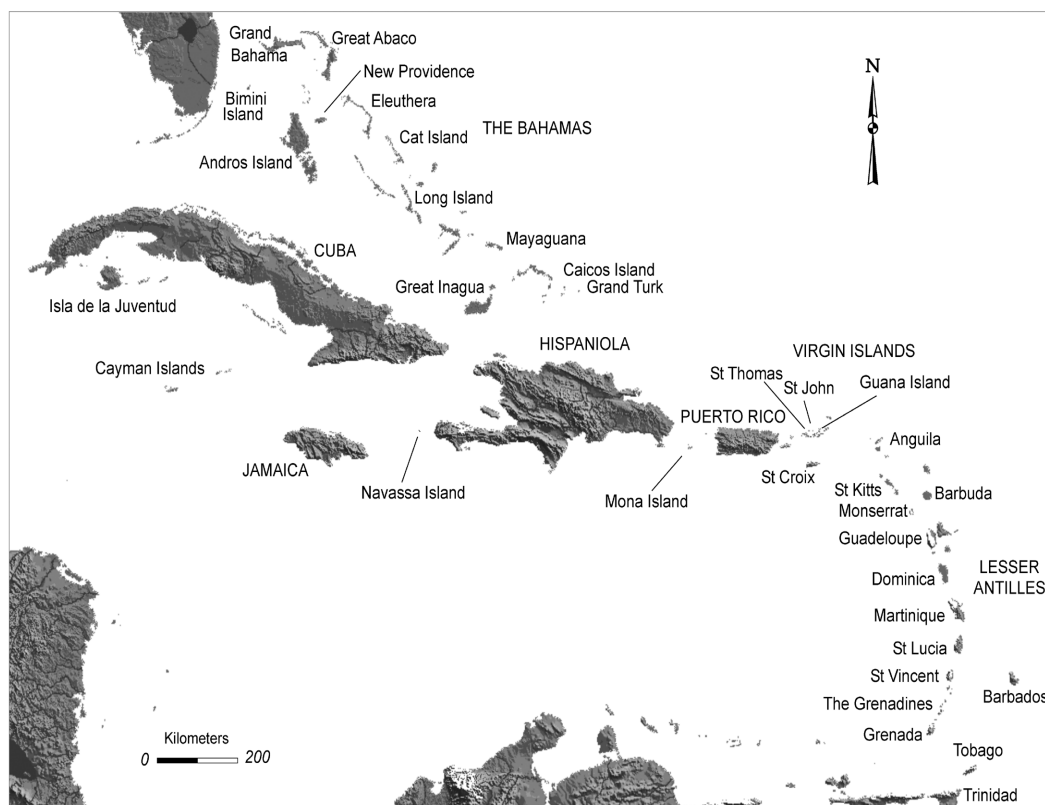 Grand
Bahama
Great Abaco
N
New Providence
Bimini
Island
Eleuthera
THE BAHAMAS
Cat Island
Andros Island
Long Island
Mayaguana
CUBA
Caicos Island
Great Inagua
Grand Turk
Isla de la Juventud
HISPANIOLA
VIRGIN ISLANDS
Cayman Islands
St Thomas
St John
Guana Island
PUERTO RICO
Anguila
JAMAICA
St Croix
Navassa Island
Mona Island
St Kitts
Barbuda
Monserrat
Guadeloupe
LESSER
ANTILLES
Dominica
Martinique
St Lucia
St Vincent
Barbados
The Grenadines
Grenada
Kilometers
0 200
Tobago
Trinidad